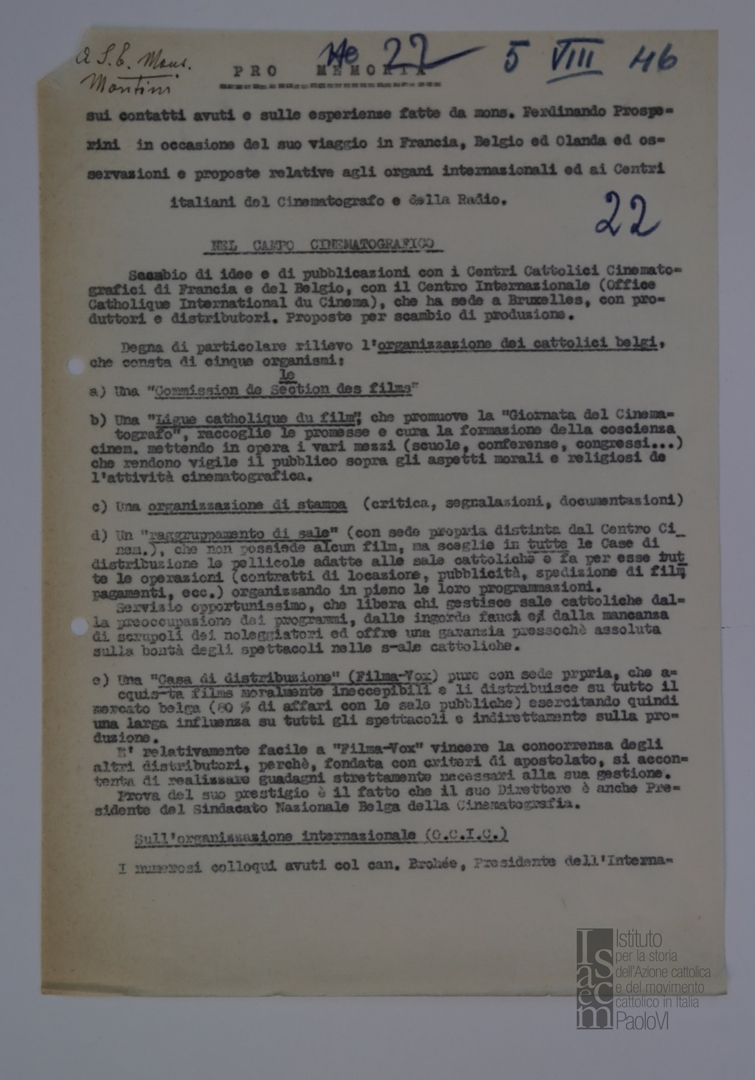 a S.E. Mons.
Montini
No 22
5 VIII 46
PRO MEMORIA
sui contatti avuti e sulle esperienze fatte da mons. Ferdinando Prospe=
rini in occasione del suo viaggio in Francia, Belgio ed Olanda ed os=
servazioni e proposte relative agli organi internazionali ed ai Centri
italiani del Cinematografo e della Radio.
22
NEL CAMPO CINEMATOGRAFICO
Scambio di idee e di pubblicazioni con i Centri Cattolici Cinemato=
grafici di Francia e del Belgio, con il Centro Internazionale (Office
Catholique International du Cinema), che ha sede a Bruxelles, con pro=
duttori e distributori. Proposte per scambio di produzione.
Degna di particolare rilievo l'organizzazione dei cattolici belgi,
che consta di cinque organismi:
le
a) Una "Commission de Section des films"
b) Una "Ligue catholique du film", che promuove la "Giornata del Cinema=
tografo", raccoglie le promesse e cura la formazione della coscienza
cinem. mettendo in opera i vari mezzi (scuole, conferenze, congressi...)
che rendono vigile il pubblico sopra gli aspetti morali e religiosi de
l'attività cinematografica.
c) Una organizzazione di stampa (critica, segnalazioni, documentazioni)
d) Un "raggruppamento di sale" (con sede propria distinta dal Centro Ci_
nem.), che non possiede alcun film, ma sceglie in tutte le Case di
distribuzione le pellicole adatte alle sale cattoliche e fa per esse tut
te le operazioni (contratti di locazione, pubblicità, spedizione di film,
pagamenti, ecc.) organizzando in pieno le loro programmazioni.
Servizio opportunissimo, che libera chi gestisce sale cattoliche dal=
la preoccupazione dei programmi, dalle ingorde fauci e dalla mancanza
di scrupoli dei noleggiatori ed offre una garanzia pressochè assoluta
sulla bontà degli spettacoli nelle s-ale cattoliche.
e) Una "Casa di distribuzione" (Filma-Vox) pure con sede prpria, che a=
cquis-ta films moralmente ineccepibili e li distribuisce su tutto il
mercato belga (80 % di affari con le sale pubbliche) esercitando quindi
una larga influenza su tutti gli spettacoli e indirettamente sulla pro=
duzione.
E' relativamente facile a "Filma-Vox" vincere la concorrenza degli
altri distributori, perchè, fondata con criteri di apostolato, si accon=
tenta di realizzare guadagni strettamente necessari alla sua gestione.
Prova del suo prestigio è il fatto che il suo Direttore è anche Pre=
sidente del Sindacato Nazionale Belga della Cinematografia.
Sull'organizzazione internazionale (O.C.I.C.)
I numerosi colloqui avuti col can. Brohée, Presidente dell'Interna=
Isacem
Istituto
per la storia
dell'Azione cattolica
e del movimento
cattolico in Italia
PaoloVI